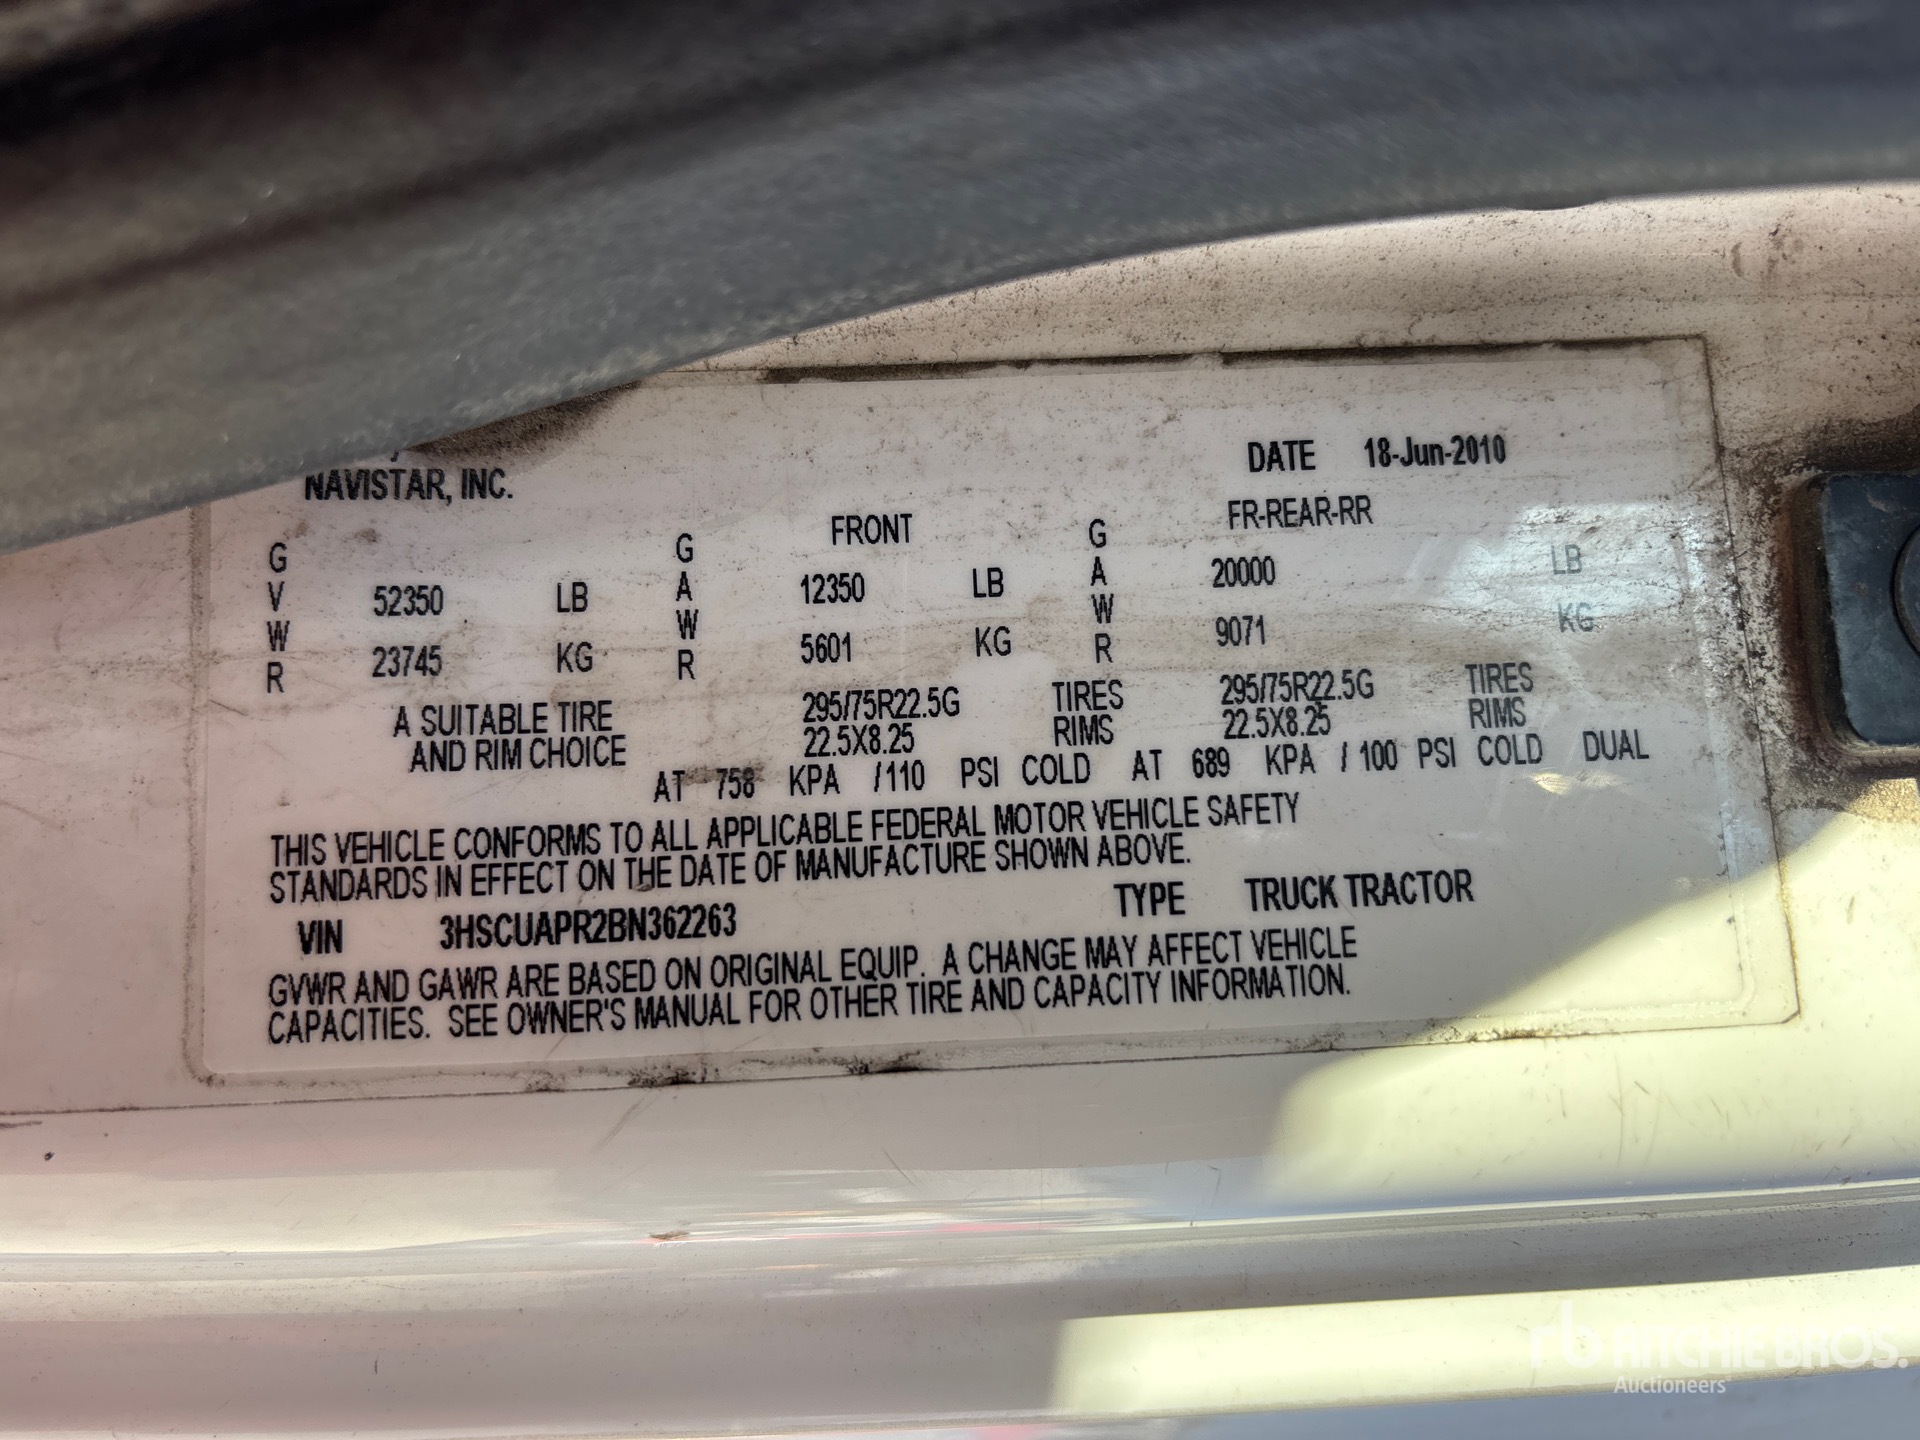 NAVISTAR, INC.
DATE 18-Jun-2010
GVWR 52350 LB
23745 KG
GAWR FRONT
12350 LB
5601 KG
GAWR FR-REAR-RR
20000 LB
9071 KG
A SUITABLE TIRE 295/75R22.5G TIRES 295/75R22.5G TIRES
AND RIM CHOICE 22.5X8.25 RIMS 22.5X8.25 RIMS
AT 758 KPA /110 PSI COLD AT 689 KPA / 100 PSI COLD DUAL
THIS VEHICLE CONFORMS TO ALL APPLICABLE FEDERAL MOTOR VEHICLE SAFETY
STANDARDS IN EFFECT ON THE DATE OF MANUFACTURE SHOWN ABOVE.
VIN 3HSCUAPR2BN362263 TYPE TRUCK TRACTOR
GVWR AND GAWR ARE BASED ON ORIGINAL EQUIP. A CHANGE MAY AFFECT VEHICLE
CAPACITIES. SEE OWNER'S MANUAL FOR OTHER TIRE AND CAPACITY INFORMATION.
rb RITCHIE BROS.
Auctioneers